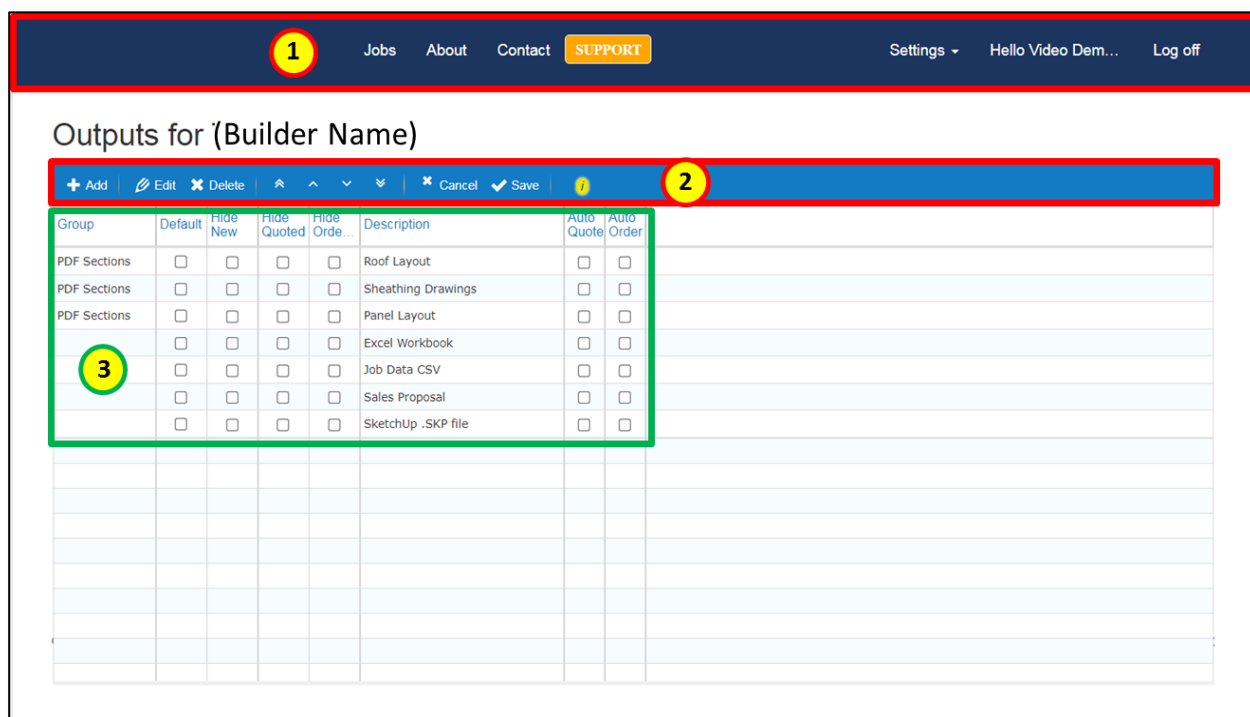 1 Jobs About Contact SUPPORT Settings Hello Video Dem... Log off
Outputs for (Builder Name)
Add Edit Delete Cancel Save i 2
Group Default Hide New Hide Quoted Hide Orde... Description Auto Quote Auto Order
PDF Sections Roof Layout
PDF Sections Sheathing Drawings
PDF Sections Panel Layout
Excel Workbook
3 Job Data CSV
Sales Proposal
SketchUp .SKP file